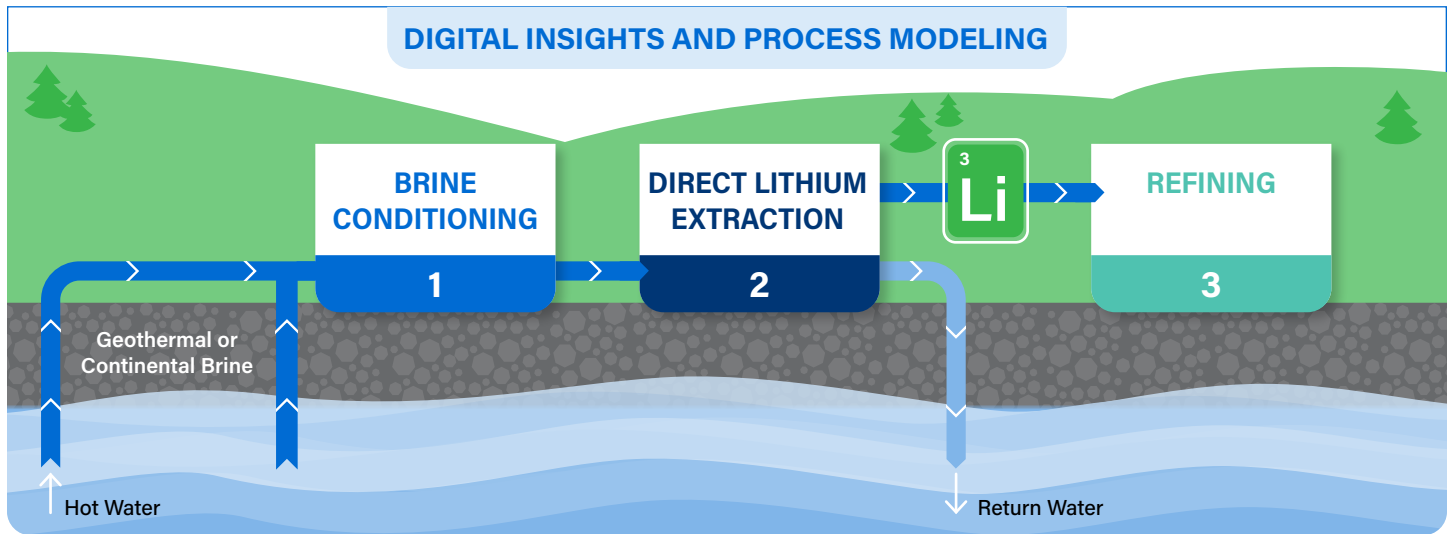 DIGITAL INSIGHTS AND PROCESS MODELING
BRINE
CONDITIONING
1
DIRECT LITHIUM
EXTRACTION
2
3
Li
REFINING
3
Geothermal or
Continental Brine
Hot Water
Return Water